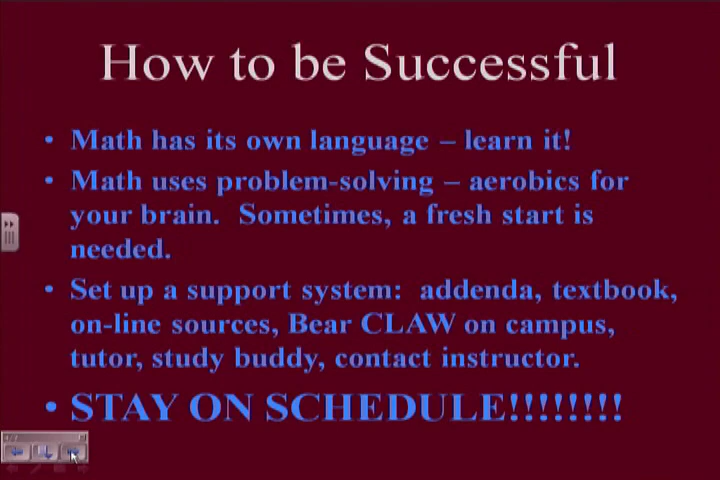 How to be Successful
• Math has its own language – learn it!
• Math uses problem-solving – aerobics for
your brain.  Sometimes, a fresh start is
needed.
• Set up a support system:  addenda, textbook,
on-line sources, Bear CLAW on campus,
tutor, study buddy, contact instructor.
• STAY ON SCHEDULE!!!!!!!!